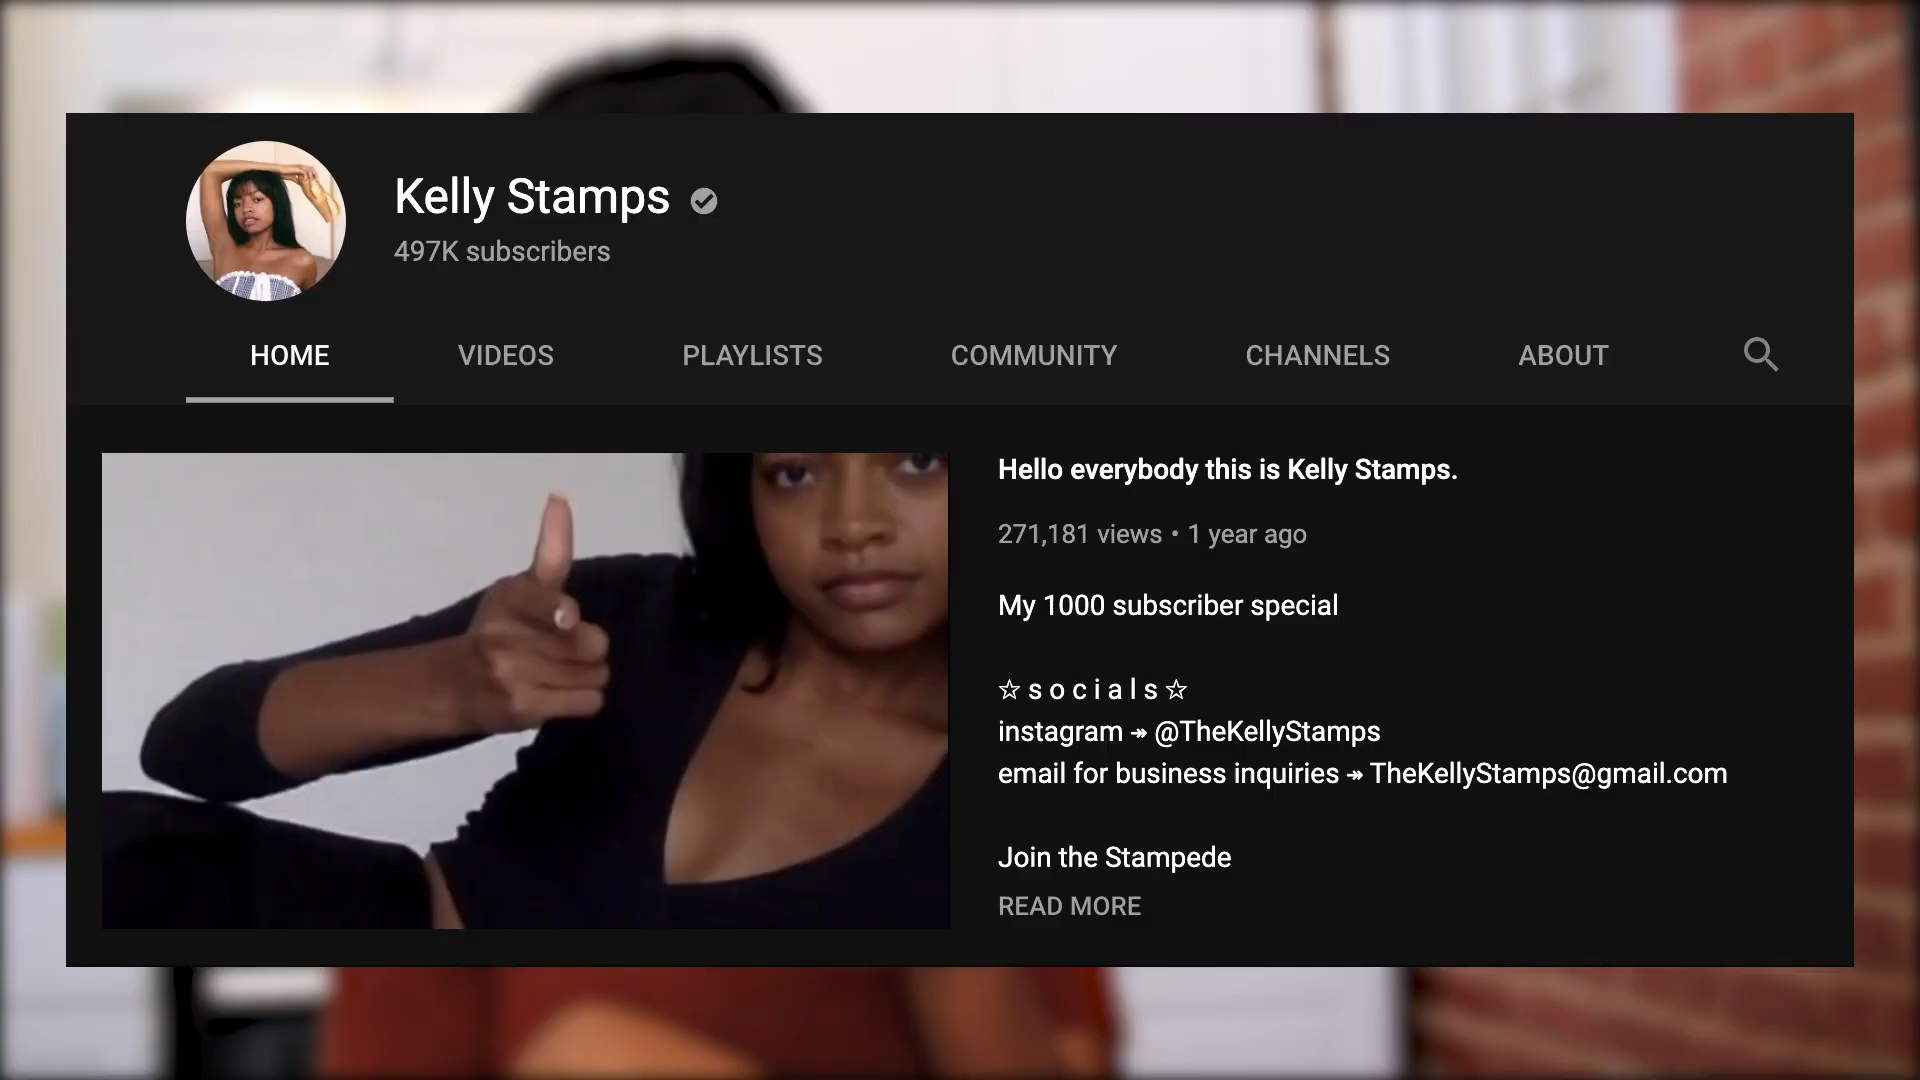 Kelly Stamps
497K subscribers
HOME VIDEOS PLAYLISTS COMMUNITY CHANNELS ABOUT
Hello everybody this is Kelly Stamps.
271,181 views • 1 year ago
My 1000 subscriber special
☆ s o c i a l s ☆
instagram ↠ @TheKellyStamps
email for business inquiries ↠ TheKellyStamps@gmail.com
Join the Stampede
READ MORE